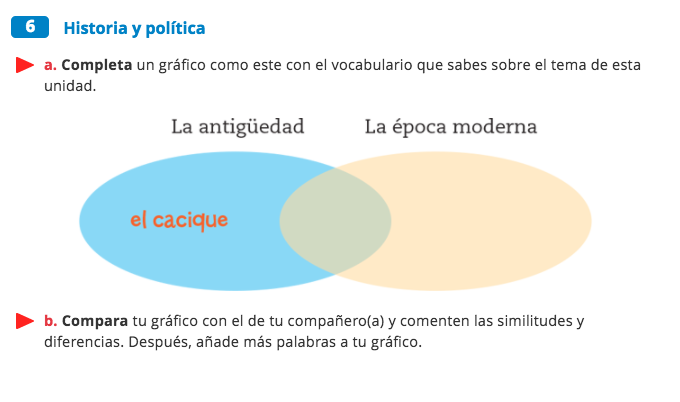 6 Historia y política
a. Completa un gráfico como este con el vocabulario que sabes sobre el tema de esta
unidad.
La antigüedad La época moderna
el cacique
b. Compara tu gráfico con el de tu compañero(a) y comenten las similitudes y
diferencias. Después, añade más palabras a tu gráfico.